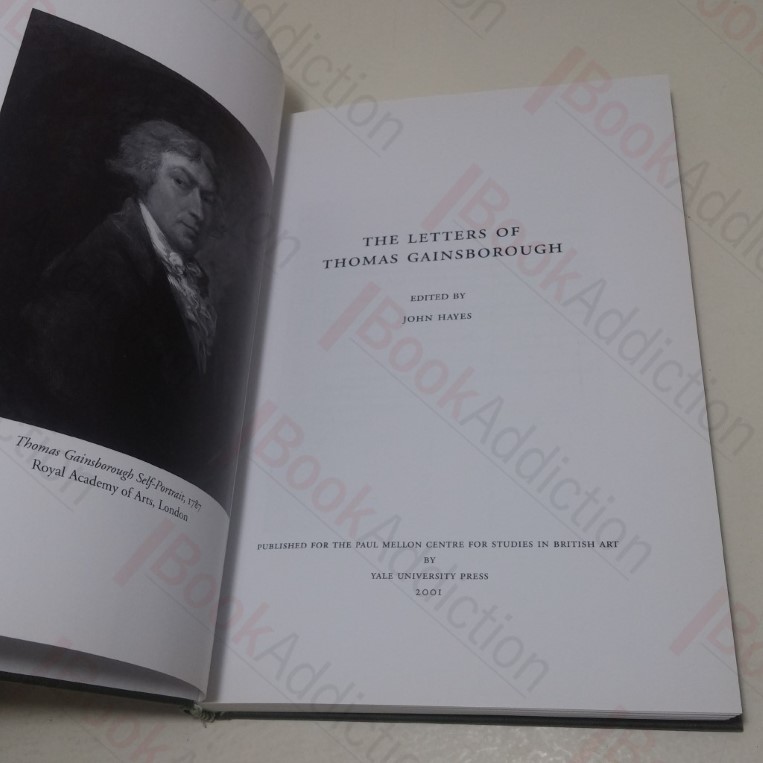 Thomas Gainsborough Self-Portrait, 1787
Royal Academy of Arts, London
THE LETTERS OF
THOMAS GAINSBOROUGH
EDITED BY
JOHN HAYES
PUBLISHED FOR THE PAUL MELLON CENTRE FOR STUDIES IN BRITISH ART
BY
YALE UNIVERSITY PRESS
2001
BookAddiction